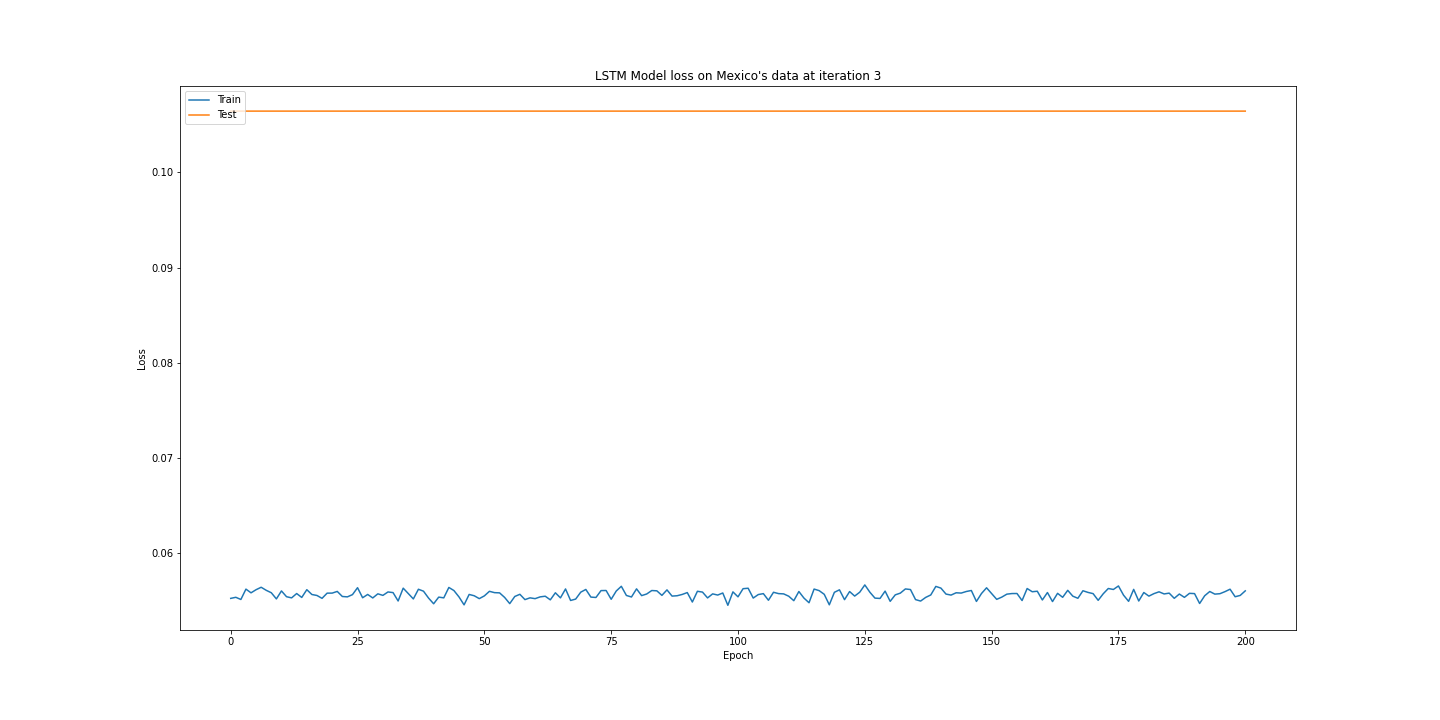 LSTM Model loss on Mexico's data at iteration 3
Train
Test
0.10
0.09
0.08
0.07
0.06
Loss
0 25 50 75 100 125 150 175 200
Epoch